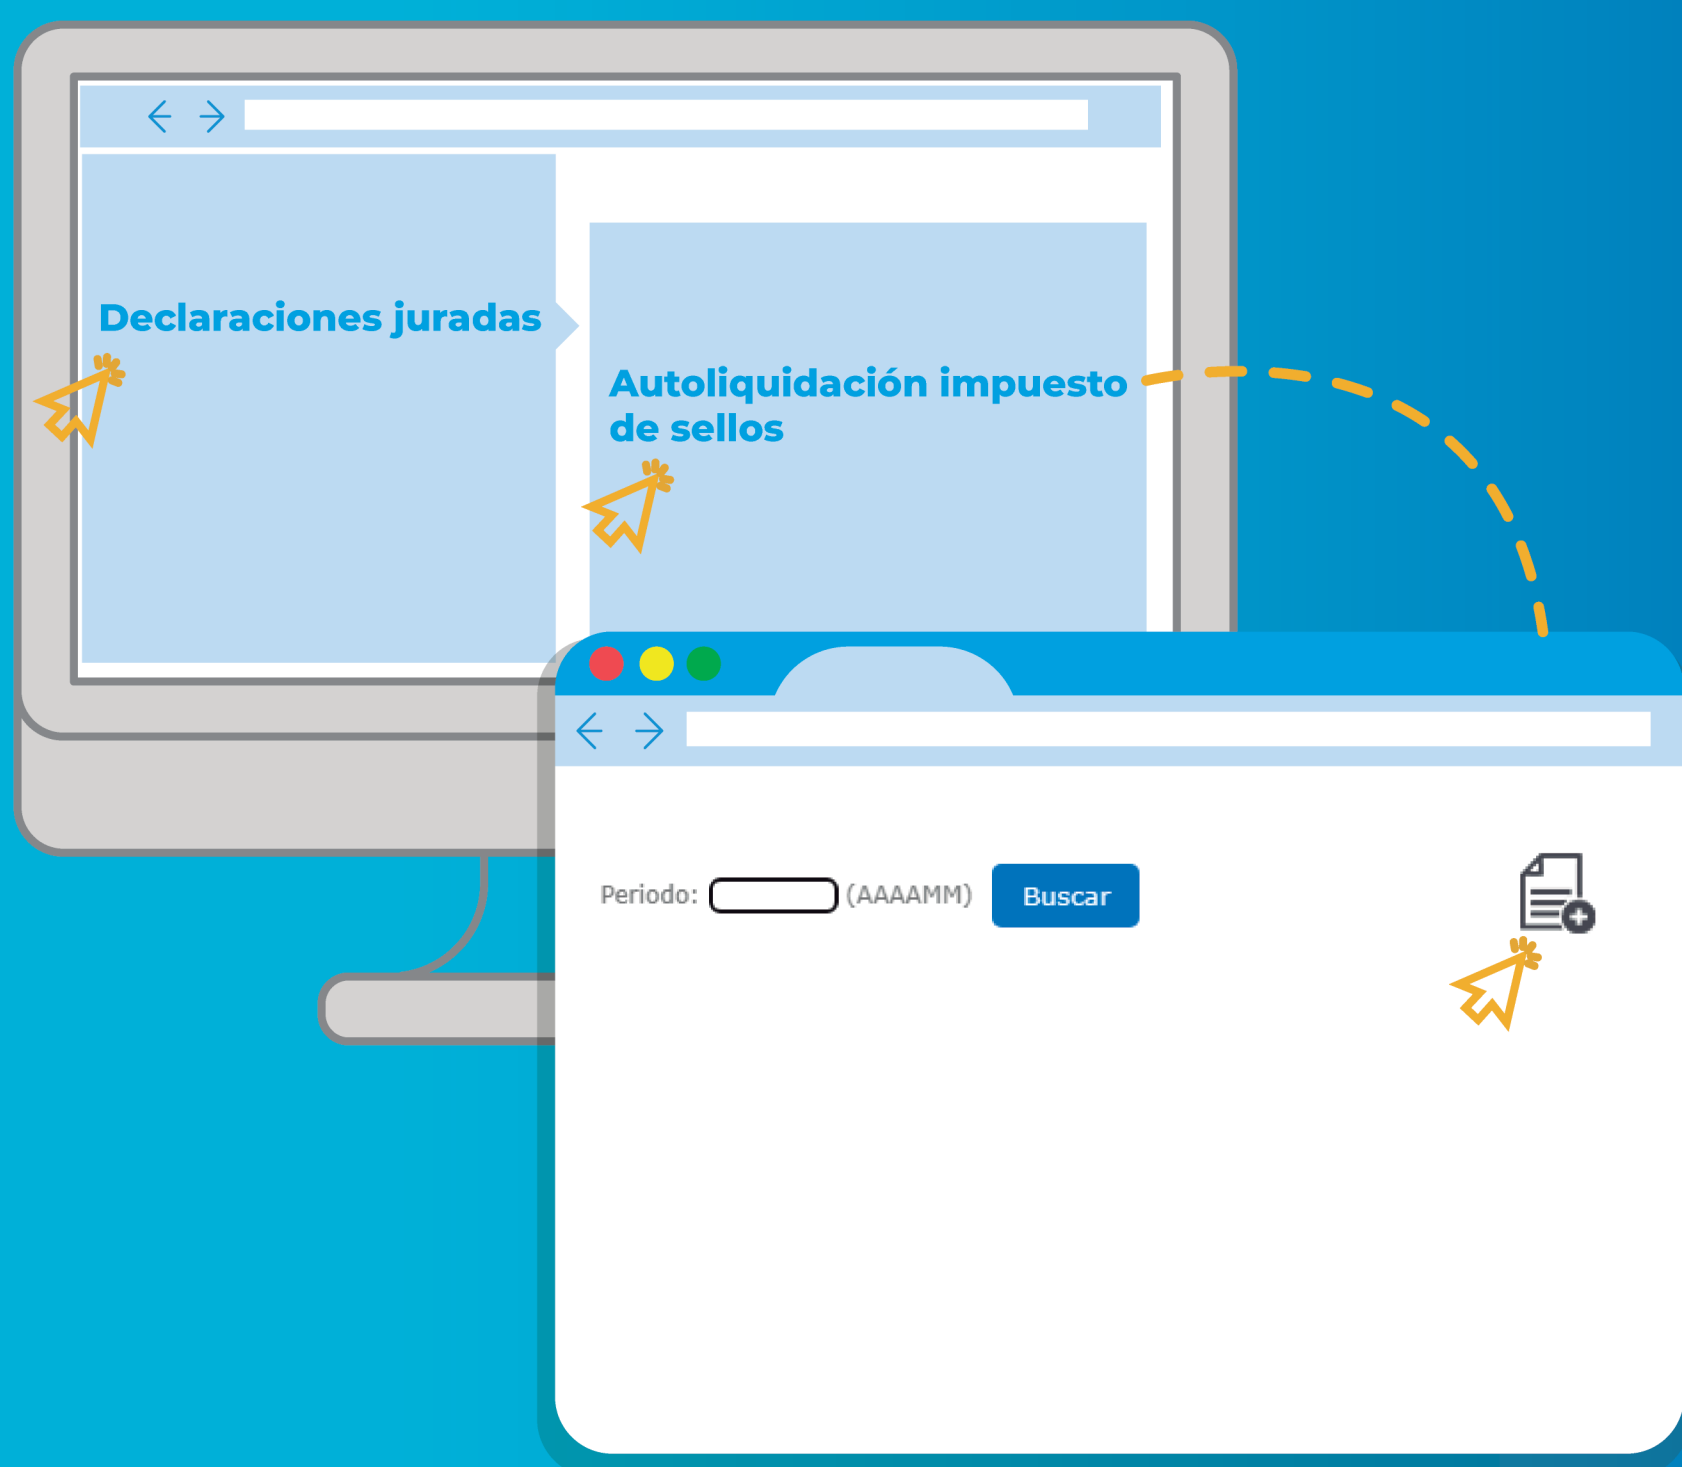 Declaraciones juradas
Autoliquidación impuesto
de sellos
Periodo: (AAAAMM) Buscar